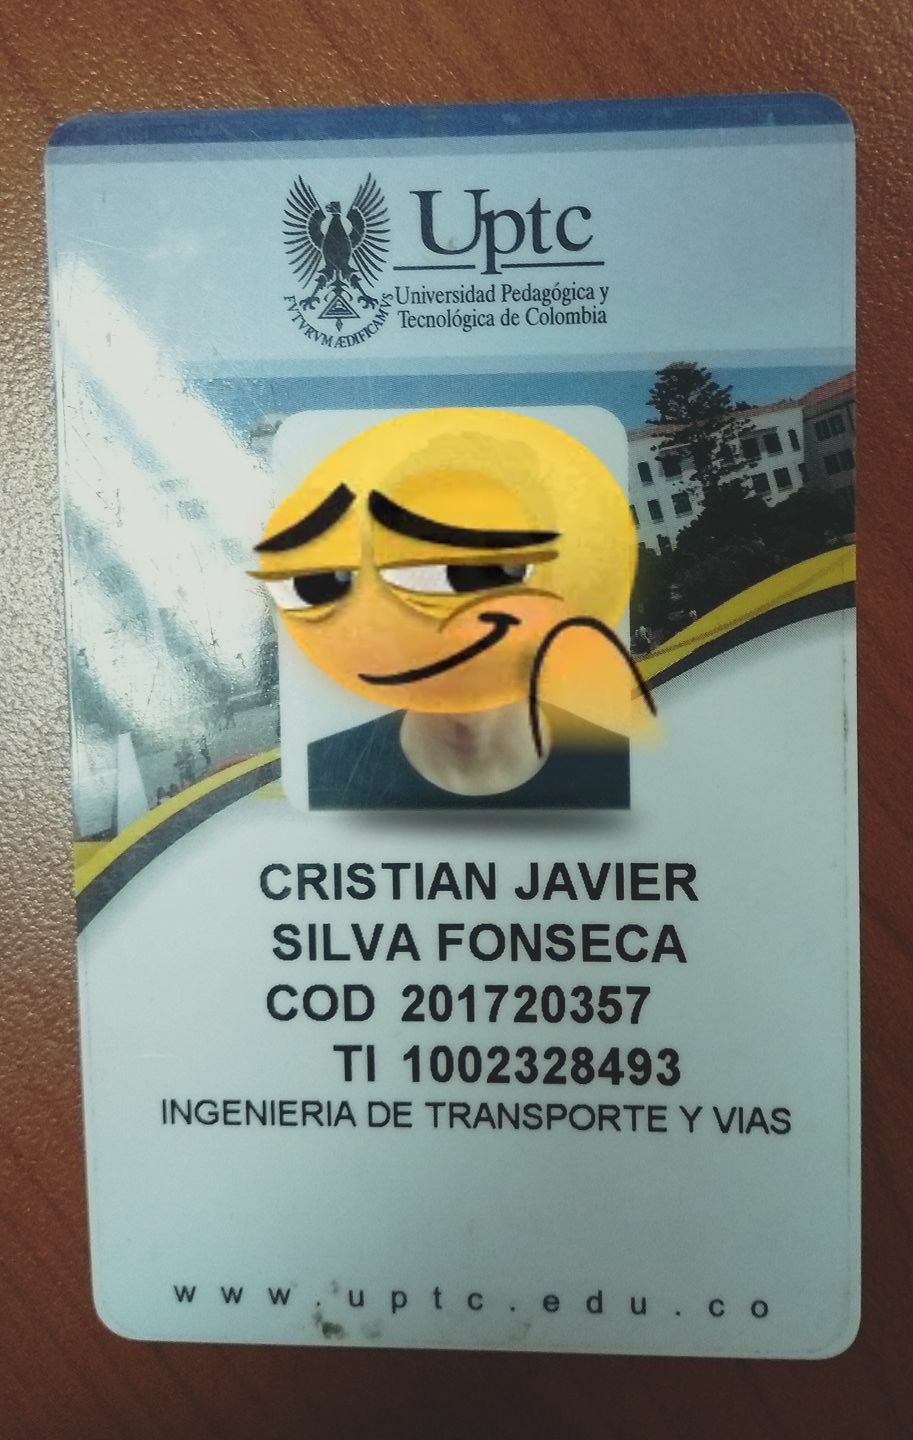 Uptc
Universidad Pedagógica y
Tecnológica de Colombia
FVTVRVM ÆDIFICAMVS
CRISTIAN JAVIER
SILVA FONSECA
COD 201720357
TI 1002328493
INGENIERIA DE TRANSPORTE Y VIAS
www.uptc.edu.co